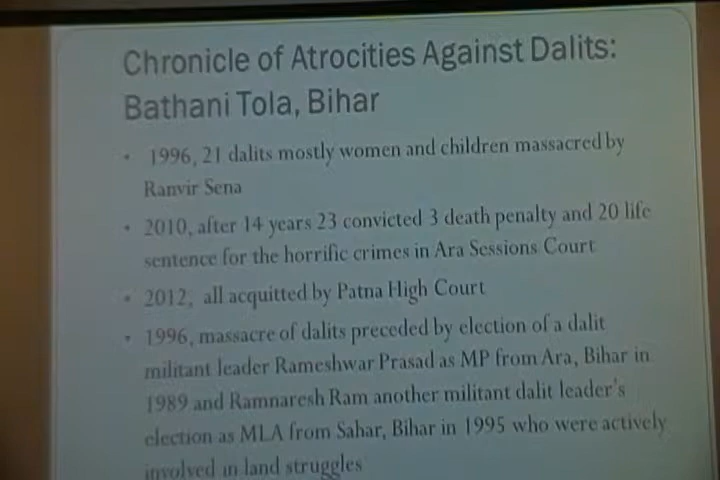 Chronicle of Atrocities Against Dalits:
Bathani Tola, Bihar
• 1996, 21 dalits mostly women and children massacred by
Ranvir Sena
• 2010, after 14 years 23 convicted 3 death penalty and 20 life
sentence for the horrific crimes in Ara Sessions Court
• 2012, all acquitted by Patna High Court
• 1996, massacre of dalits preceded by election of a dalit
militant leader Rameshwar Prasad as MP from Ara, Bihar in
1989 and Ramnaresh Ram another militant dalit leader's
election as MLA from Sahar, Bihar in 1995 who were actively
involved in land struggles